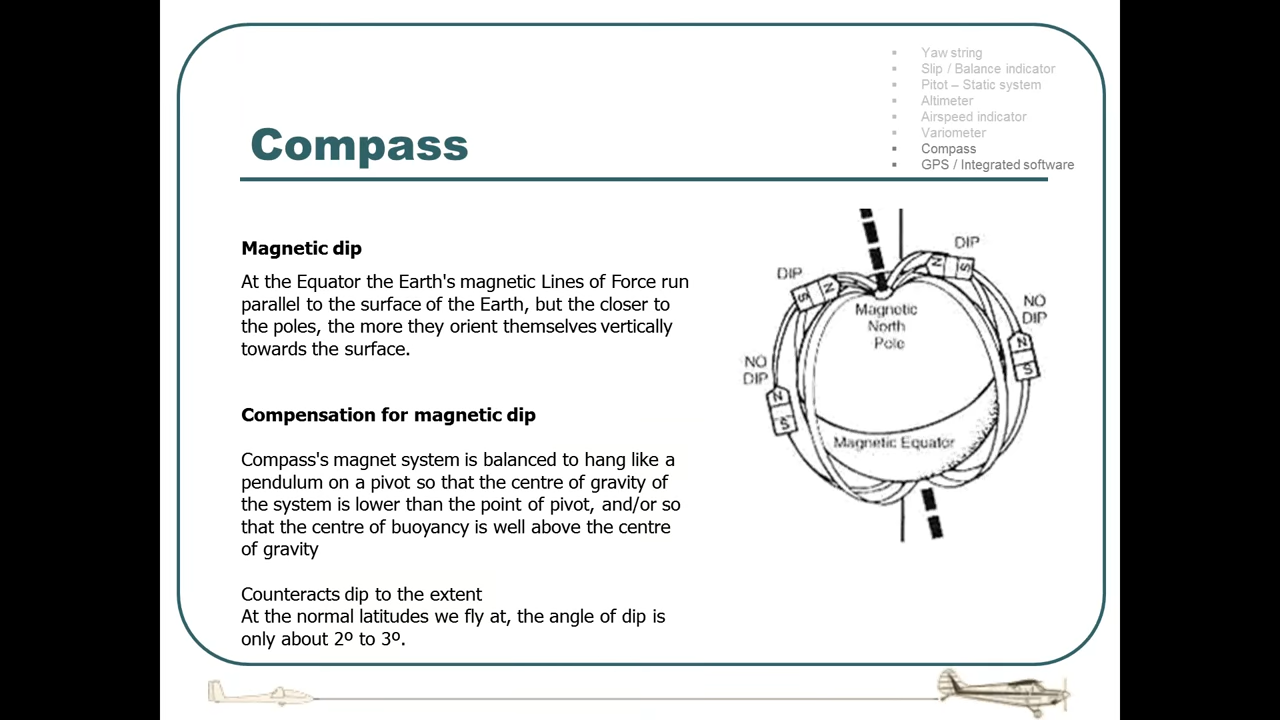 Yaw string
Slip / Balance indicator
Pitot – Static system
Altimeter
Airspeed indicator
Variometer
Compass
GPS / Integrated software
Compass
Magnetic dip
At the Equator the Earth's magnetic Lines of Force run
parallel to the surface of the Earth, but the closer to
the poles, the more they orient themselves vertically
towards the surface.
Compensation for magnetic dip
Compass's magnet system is balanced to hang like a
pendulum on a pivot so that the centre of gravity of
the system is lower than the point of pivot, and/or so
that the centre of buoyancy is well above the centre
of gravity
Counteracts dip to the extent
At the normal latitudes we fly at, the angle of dip is
only about 2º to 3º.
DIP
N
S
DIP
S
N
Magnetic
North
Pole
NO
DIP
N
S
NO
DIP
N
S
Magnetic Equator